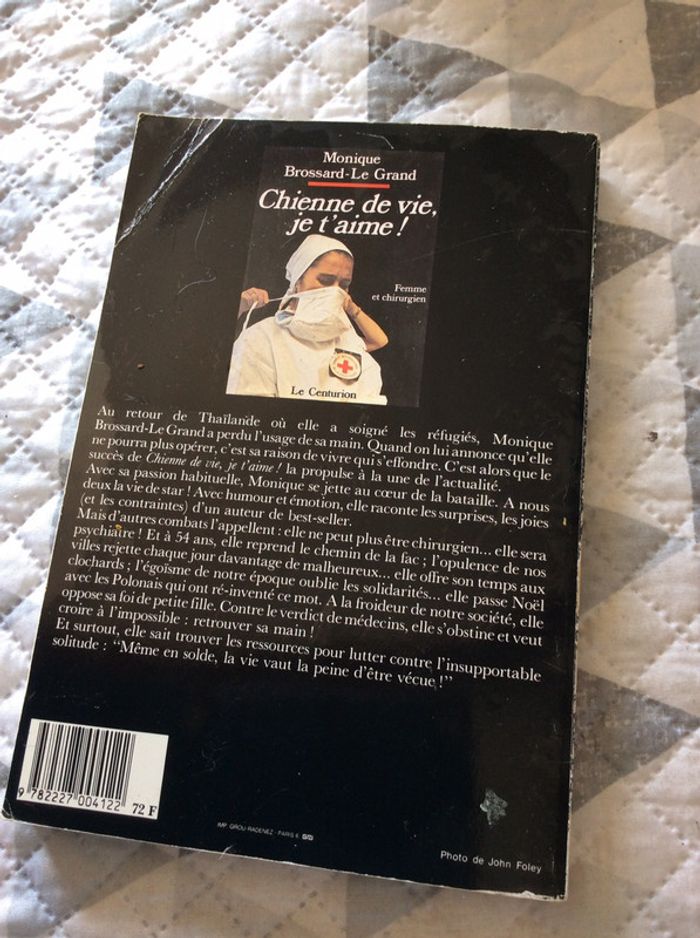 Monique
Brossard-Le Grand
Chienne de vie,
je t'aime !
Femme
et chirurgien
Le Centurion
Au retour de Thaïlande où elle a soigné les réfugiés, Monique
Brossard-Le Grand a perdu l'usage de sa main. Quand on lui annonce qu'elle
ne pourra plus opérer, c'est sa raison de vivre qui s'effondre. C'est alors que le
succès de Chienne de vie, je t'aime ! la propulse à la une de l'actualité.
Avec sa passion habituelle, Monique se jette au cœur de la bataille. A nous
deux la vie de star ! Avec humour et émotion, elle raconte les surprises, les joies
(et les contraintes) d'un auteur de best-seller.
Mais d'autres combats l'appellent : elle ne peut plus être chirurgien... elle sera
psychiatre ! Et à 54 ans, elle reprend le chemin de la fac ; l'opulence de nos
villes rejette chaque jour davantage de malheureux... elle offre son temps aux
clochards ; l'égoïsme de notre époque oublie les solidarités... elle passe Noël
avec les Polonais qui ont ré-inventé ce mot. A la froideur de notre société, elle
oppose sa foi de petite fille. Contre le verdict de médecins, elle s'obstine et veut
croire à l'impossible : retrouver sa main !
Et surtout, elle sait trouver les ressources pour lutter contre l'insupportable
solitude : "Même en solde, la vie vaut la peine d'être vécue !"
9 782227 004122 72 F
IMP. GIROU-RADENEZ - PARIS 6
Photo de John Foley